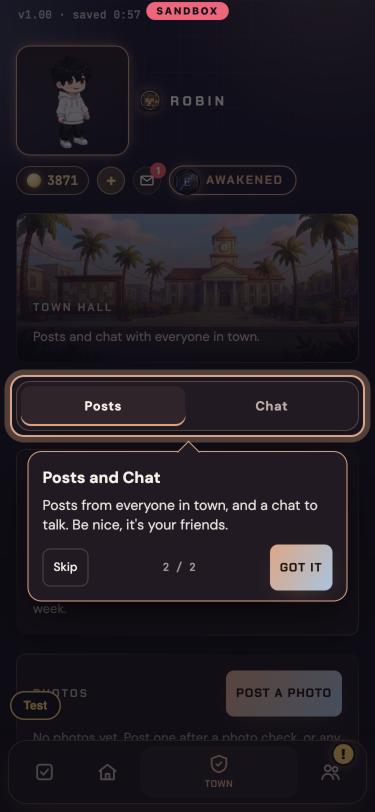 v1.00 · saved 0:57
SANDBOX
ROBIN
3871
+
1
AWAKENED
TOWN HALL
Posts and chat with everyone in town.
Posts
Chat
Posts and Chat
Posts from everyone in town, and a chat to
talk. Be nice, it's your friends.
Skip
2 / 2
GOT IT
week.
POST A PHOTO
Test
No photos yet. Post one after a photo check, or any
!
TOWN